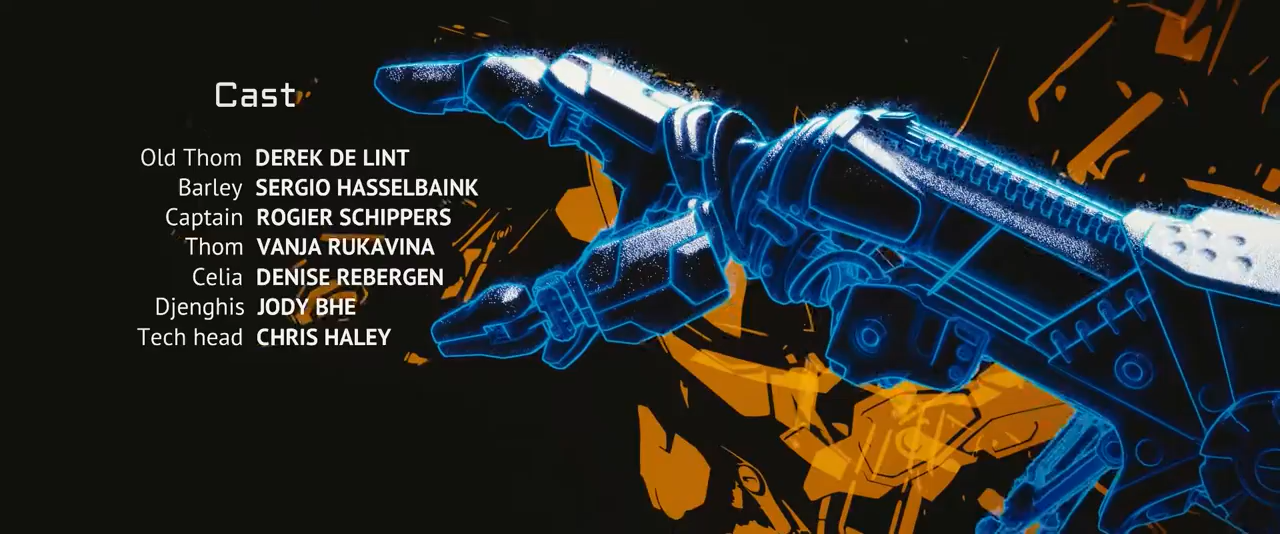 Cast
Old Thom DEREK DE LINT
Barley SERGIO HASSELBAINK
Captain ROGIER SCHIPPERS
Thom VANJA RUKAVINA
Celia DENISE REBERGEN
Djenghis JODY BHE
Tech head CHRIS HALEY